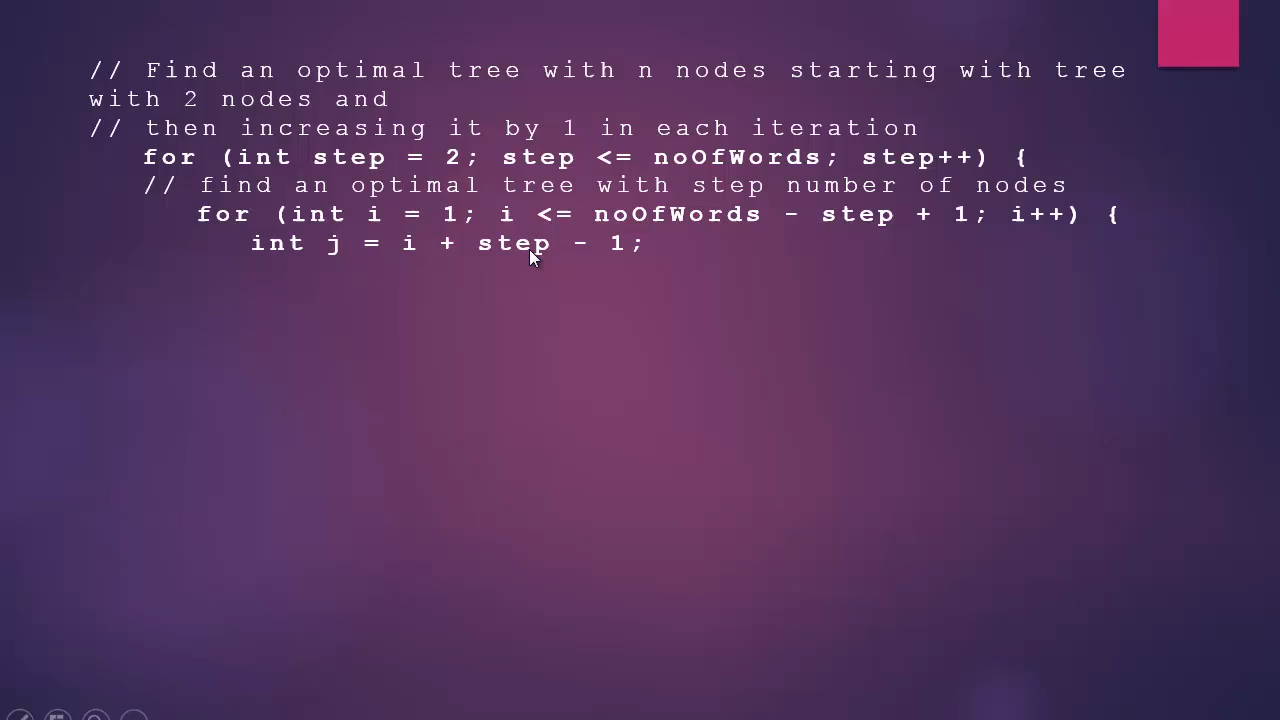 // Find an optimal tree with n nodes starting with tree
with 2 nodes and
// then increasing it by 1 in each iteration
for (int step = 2; step <= noOfWords; step++) {
// find an optimal tree with step number of nodes
for (int i = 1; i <= noOfWords - step + 1; i++) {
int j = i + step - 1;